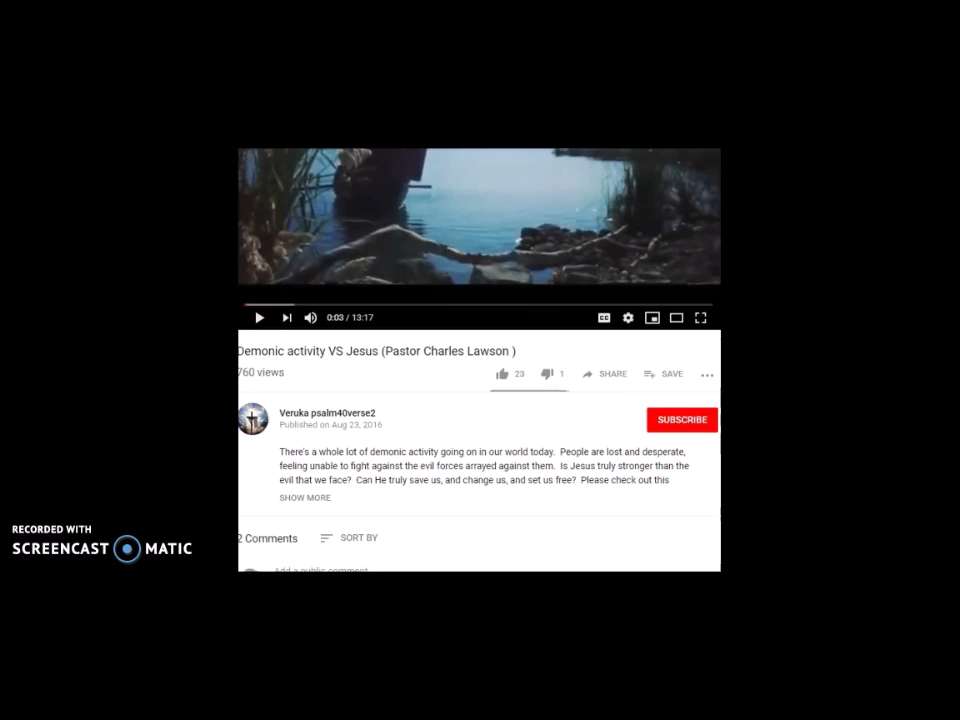 0:03 / 13:17
Demonic activity VS Jesus (Pastor Charles Lawson )
760 views
23
1
SHARE
SAVE
Veruka psalm40verse2
Published on Aug 23, 2016
SUBSCRIBE
There's a whole lot of demonic activity going on in our world today. People are lost and desperate,
feeling unable to fight against the evil forces arrayed against them. Is Jesus truly stronger than the
evil that we face? Can He truly save us, and change us, and set us free? Please check out this
SHOW MORE
2 Comments
SORT BY
Add a public comment
RECORDED WITH
SCREENCAST MATIC